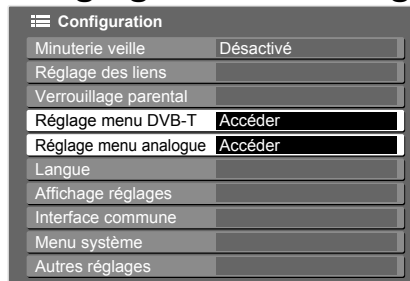 Configuration
Minuterie veille Désactivé
Réglage des liens
Verrouillage parental
Réglage menu DVB-T Accéder
Réglage menu analogue Accéder
Langue
Affichage réglages
Interface commune
Menu système
Autres réglages